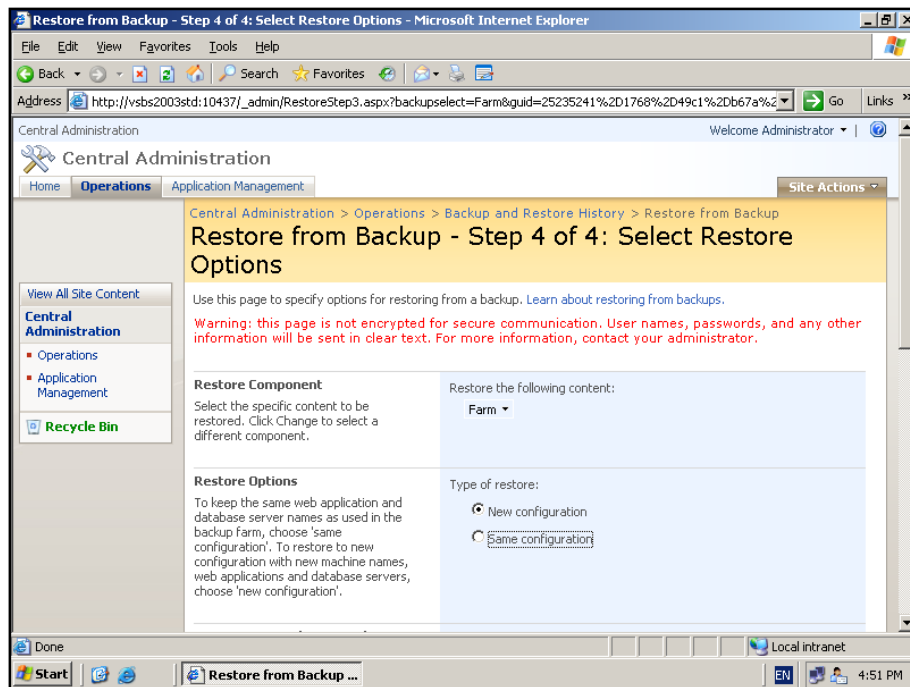 Restore from Backup - Step 4 of 4: Select Restore Options - Microsoft Internet Explorer
File Edit View Favorites Tools Help
Back Search Favorites
Address http://vsbs2003std:10437/_admin/RestoreStep3.aspx?backupselect=Farm&guid=25235241%2D1768%2D49c1%2Db67a%2 Go Links »
Central Administration Welcome Administrator |
Central Administration
Home Operations Application Management Site Actions
Central Administration > Operations > Backup and Restore History > Restore from Backup
Restore from Backup - Step 4 of 4: Select Restore
Options
View All Site Content
Central
Administration
Operations
Application
Management
Recycle Bin
Use this page to specify options for restoring from a backup. Learn about restoring from backups.
Warning: this page is not encrypted for secure communication. User names, passwords, and any other
information will be sent in clear text. For more information, contact your administrator.
Restore Component
Select the specific content to be
restored. Click Change to select a
different component.
Restore the following content:
Farm
Restore Options
To keep the same web application and
database server names as used in the
backup farm, choose 'same
configuration'. To restore to new
configuration with new machine names,
web applications and database servers,
choose 'new configuration'.
Type of restore:
New configuration
Same configuration
Done Local intranet
Start Restore from Backup ... EN 4:51 PM